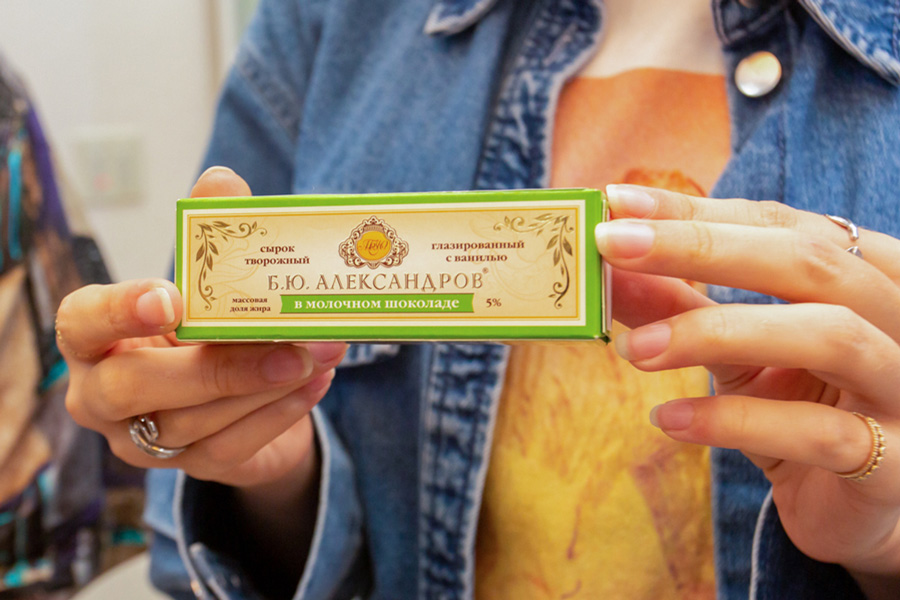 сырок
творожный
глазированный
с ванилью
Б.Ю. АЛЕКСАНДРОВ®
массовая
доля жира
в молочном шоколаде
5%